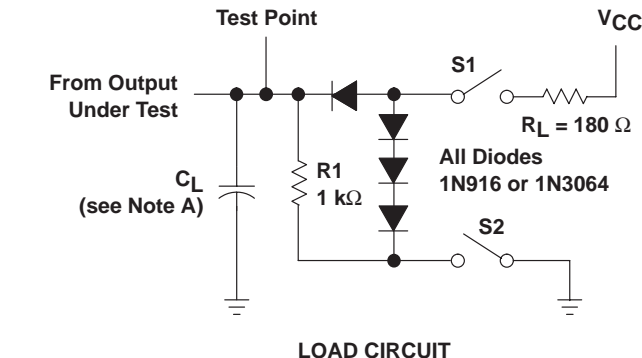 Test Point
VCC
S1
From Output
Under Test
RL = 180 Ω
R1
1 kΩ
All Diodes
1N916 or 1N3064
CL
(see Note A)
S2
LOAD CIRCUIT